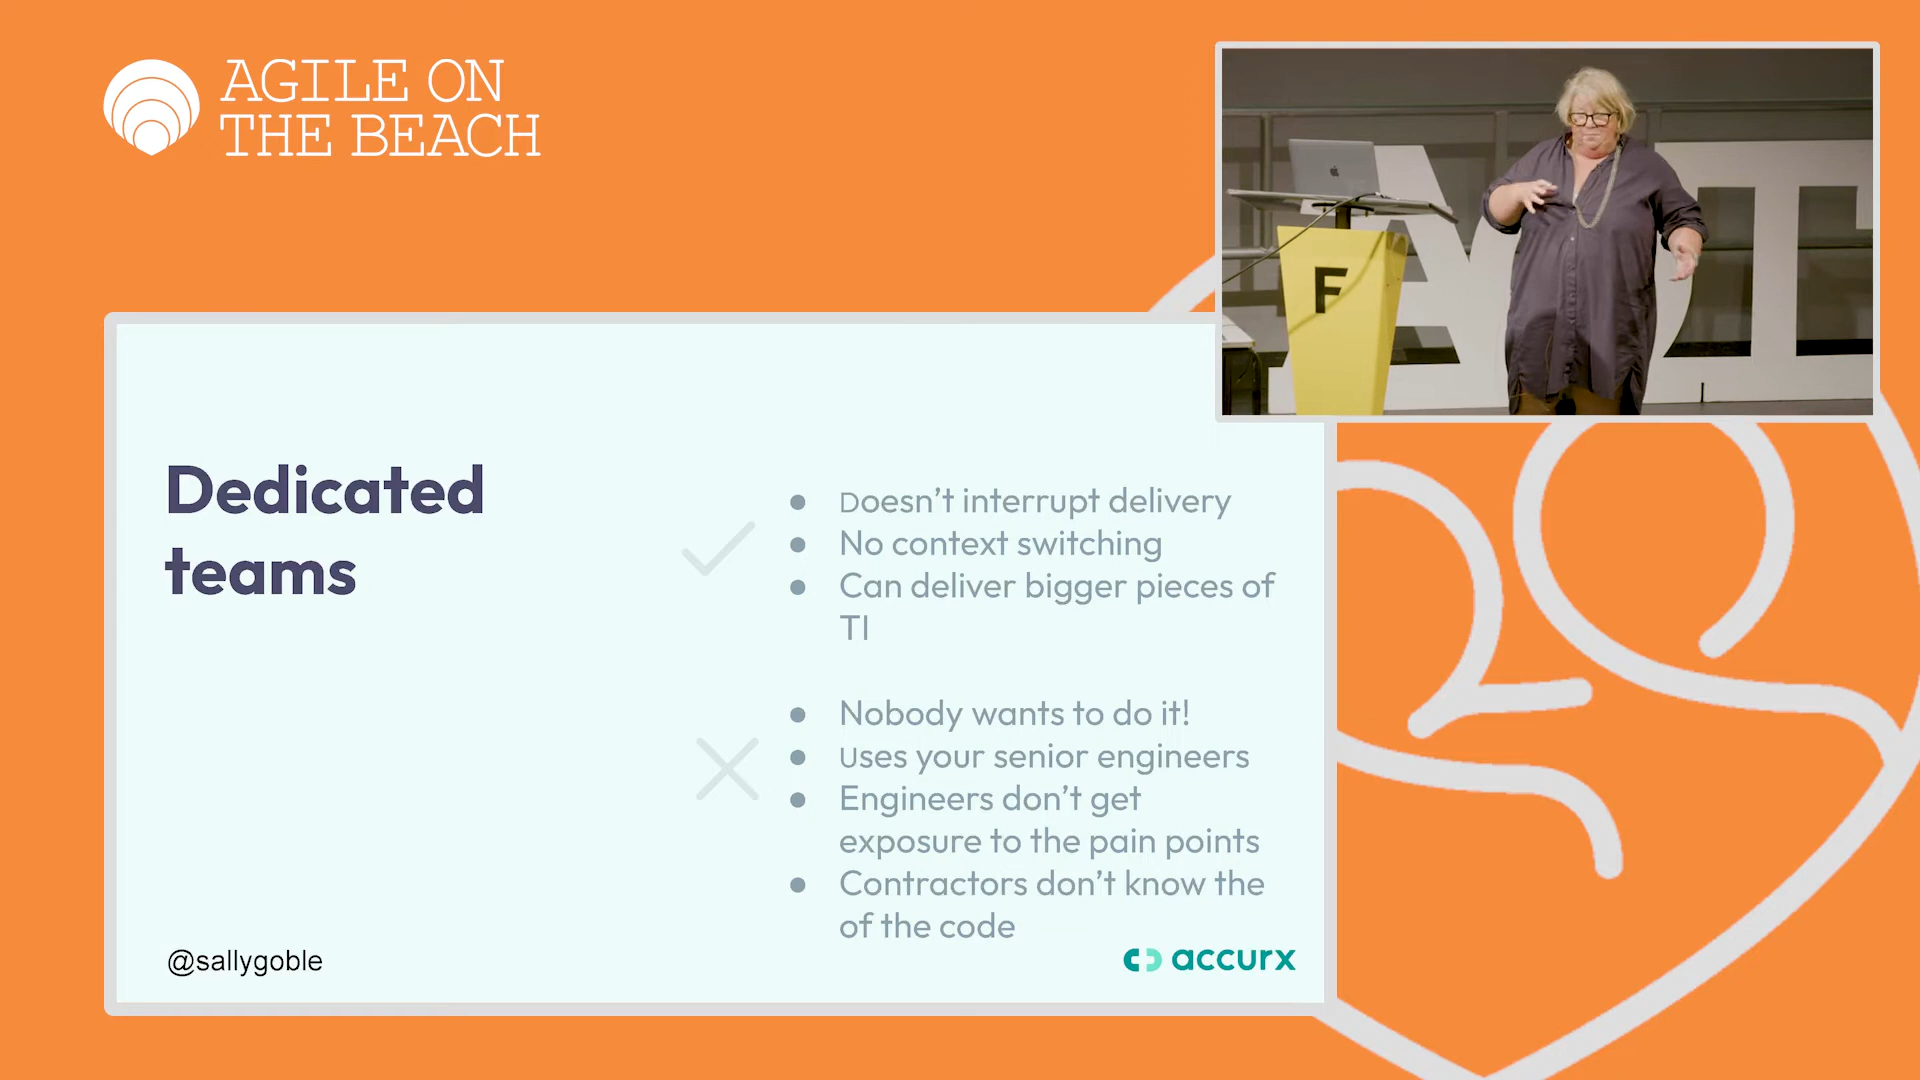 AGILE ON
THE BEACH
F
Dedicated
teams
Doesn't interrupt delivery
No context switching
Can deliver bigger pieces of
TI
Nobody wants to do it!
Uses your senior engineers
Engineers don't get
exposure to the pain points
Contractors don't know the
of the code
@sallygoble
accurx